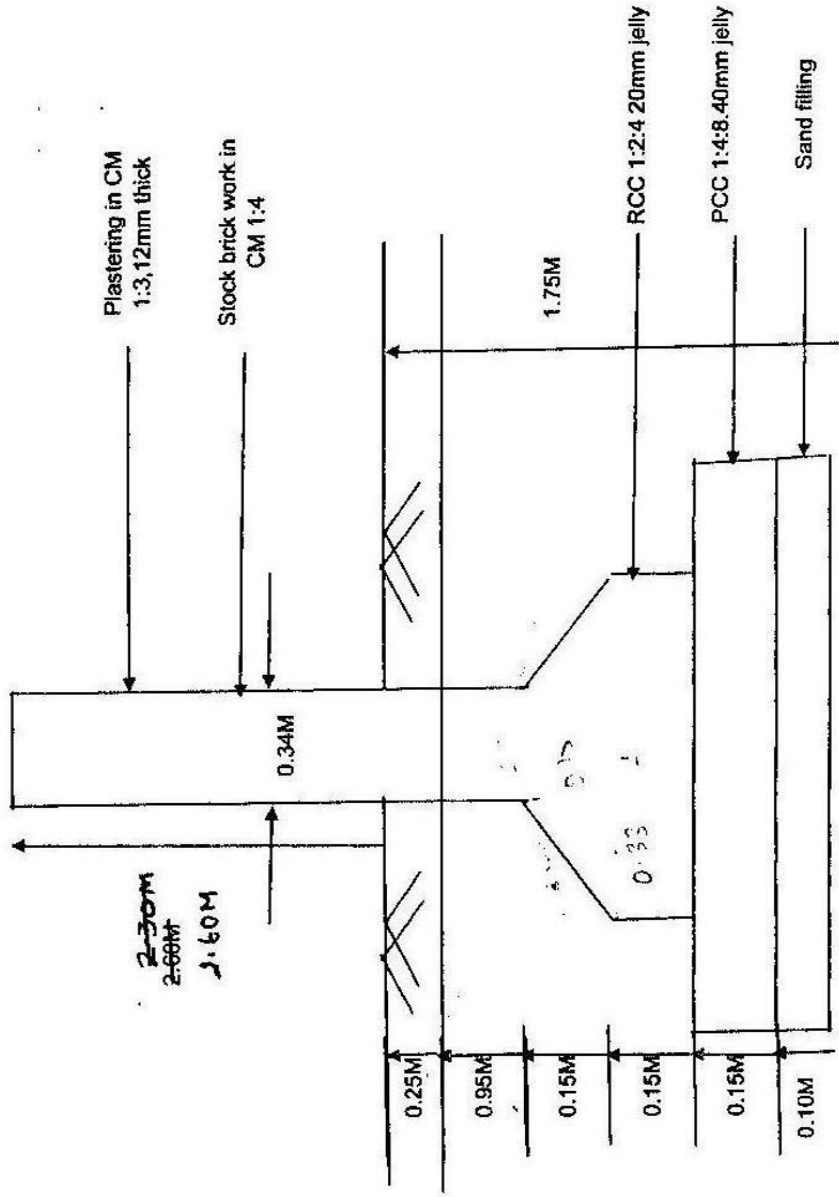 Plastering in CM
1:3,12mm thick
Stock brick work in
CM 1:4
0.34M
2.30M
2.60M
2.60M
0.25M
0.95M
0.15M
0.15M
0.15M
0.10M
1.75M
RCC 1:2:4 20mm jelly
PCC 1:4:8.40mm jelly
Sand filling